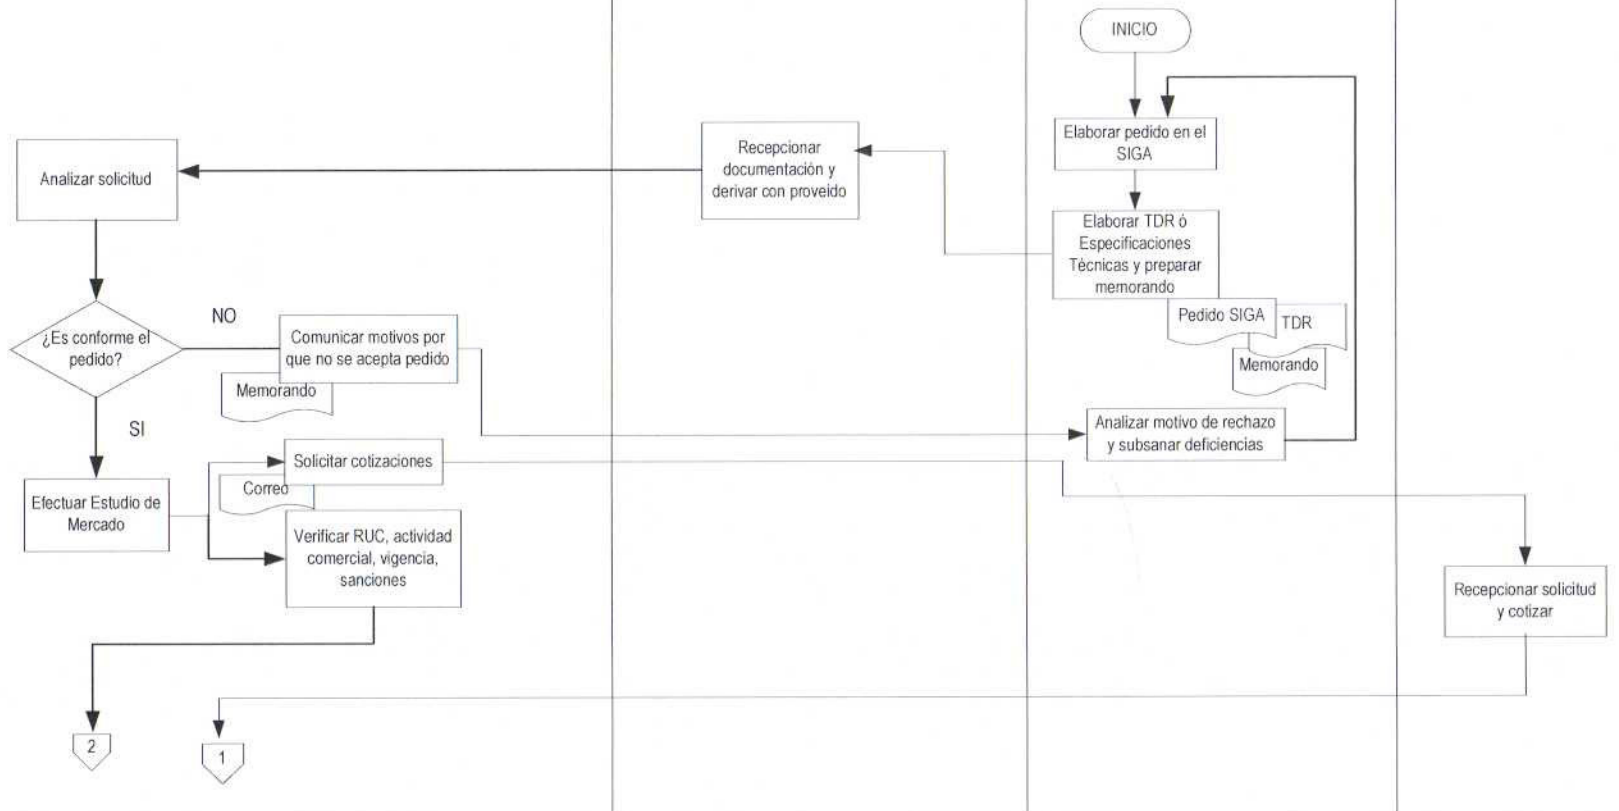 INICIO
Elaborar pedido en el
SIGA
Recepcionar
documentación y
derivar con proveido
Analizar solicitud
Elaborar TDR ó
Especificaciones
Técnicas y preparar
memorando
Pedido SIGA
TDR
Memorando
NO
¿Es conforme el
pedido?
Comunicar motivos por
que no se acepta pedido
Memorando
SI
Analizar motivo de rechazo
y subsanar deficiencias
Solicitar cotizaciones
Correo
Efectuar Estudio de
Mercado
Verificar RUC, actividad
comercial, vigencia,
sanciones
Recepcionar solicitud
y cotizar
2
1